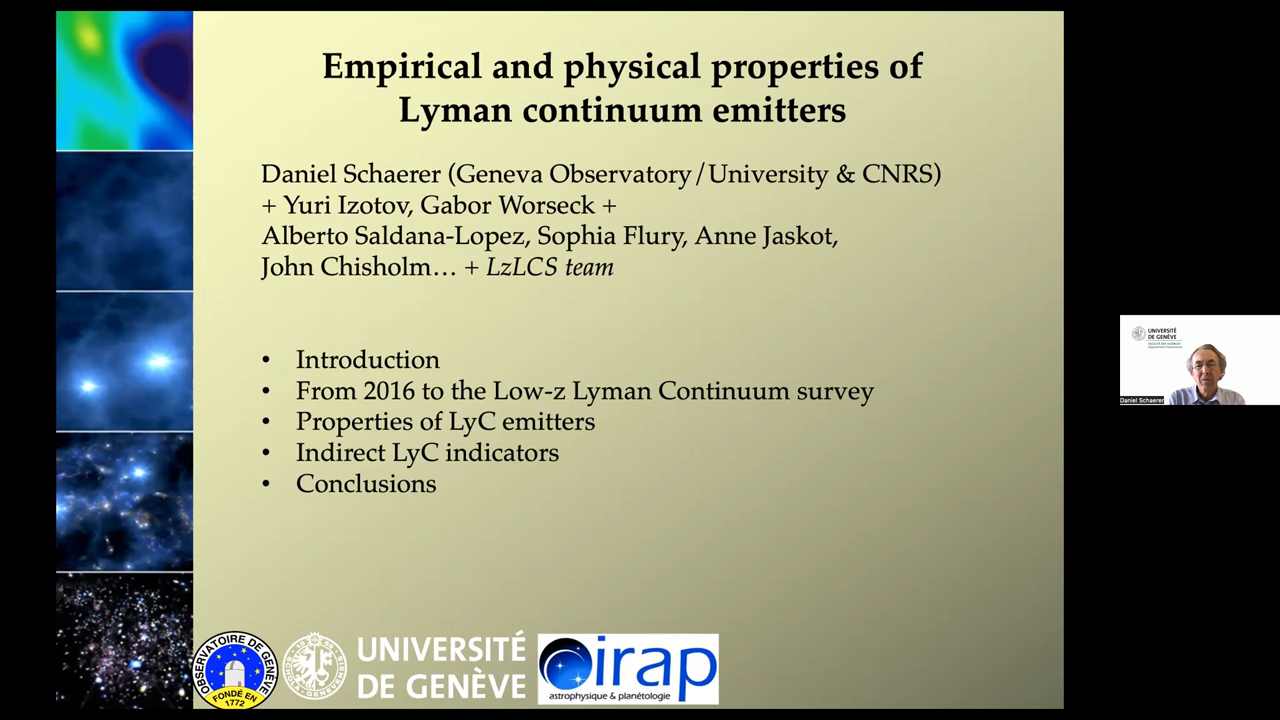 Empirical and physical properties of
Lyman continuum emitters
Daniel Schaerer (Geneva Observatory/University & CNRS)
+ Yuri Izotov, Gabor Worseck +
Alberto Saldana-Lopez, Sophia Flury, Anne Jaskot,
John Chisholm… + LzLCS team
• Introduction
• From 2016 to the Low-z Lyman Continuum survey
• Properties of LyC emitters
• Indirect LyC indicators
• Conclusions
OBSERVATOIRE DE GENÈVE
FONDÉ EN
1772
UNIVERSITÉ
DE GENÈVE
irap
astrophysique & planétologie
UNIVERSITÉ
DE GENÈVE
Daniel Schaerer